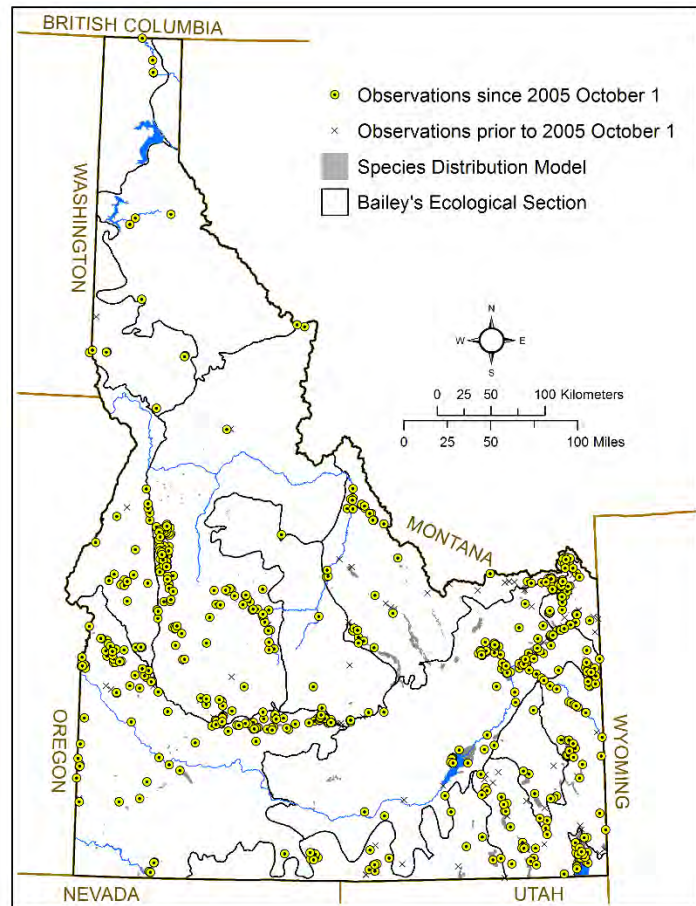 BRITISH COLUMBIA
Observations since 2005 October 1
Observations prior to 2005 October 1
Species Distribution Model
Bailey's Ecological Section
WASHINGTON
N
W E
S
0 25 50 100 Kilometers
0 25 50 100 Miles
MONTANA
OREGON
WYOMING
NEVADA
UTAH